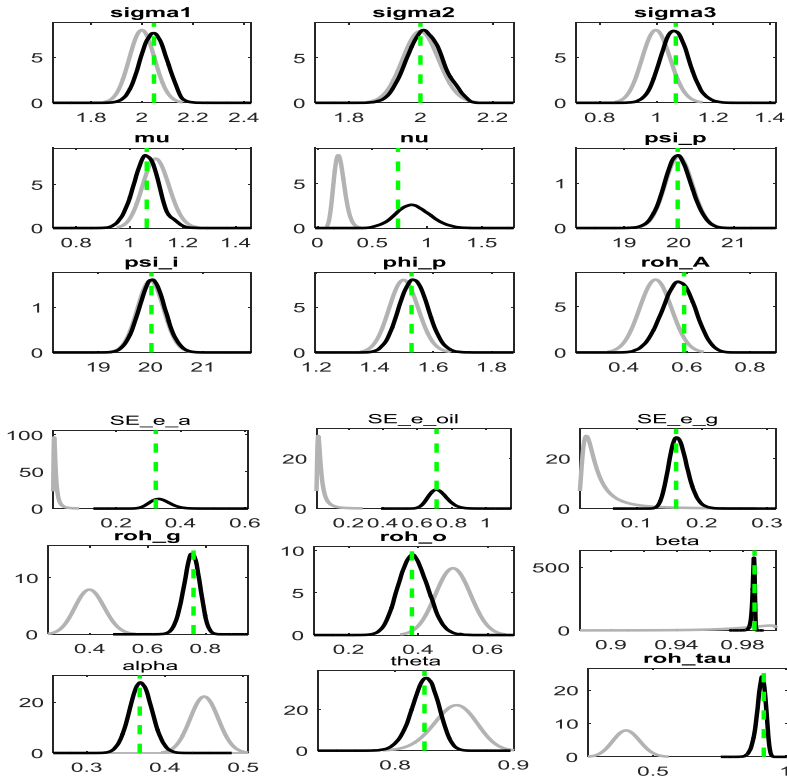 sigma1 sigma2 sigma3
5 5 5
0 0 0
1.8 2 2.2 2.4 1.8 2 2.2 0.8 1 1.2 1.4
mu nu psi_p
5 5 1
0 0 0
0.8 1 1.2 1.4 0 0.5 1 1.5 19 20 21
psi_i phi_p roh_A
1 5 5
0 0 0
19 20 21 1.2 1.4 1.6 1.8 0.4 0.6 0.8
SE_e_a SE_e_oil SE_e_g
100 20 20
50
0 0 0
0.2 0.4 0.6 0.2 0.4 0.6 0.8 1 0.1 0.2 0.3
roh_g roh_o beta
10 10 500
5
0 0 0
0.4 0.6 0.8 0.2 0.4 0.6 0.9 0.94 0.98
alpha theta roh_tau
20 20 20
10
0 0 0
0.3 0.4 0.5 0.8 0.9 0.5 1